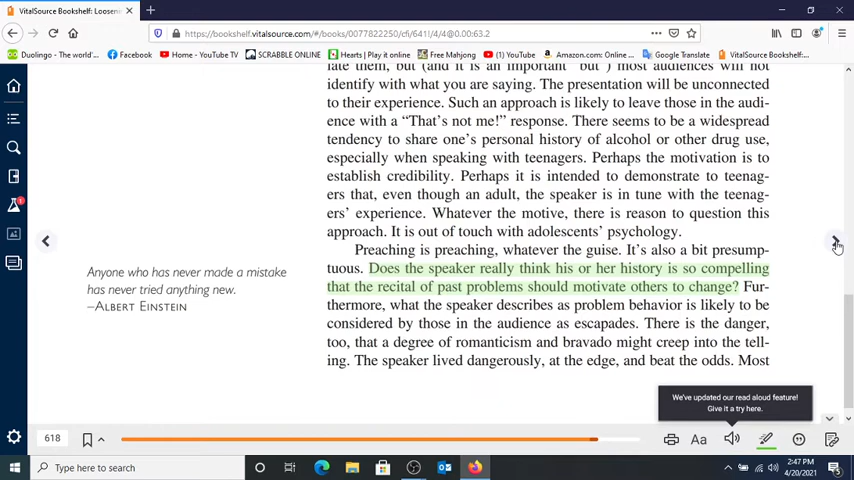 VitalSource Bookshelf: Loosene
https://bookshelf.vitalsource.com/#/books/0077822250/cfi/641!/4/4@0.00:63.2
Duolingo - The world'...
Facebook
Home - YouTube TV
SCRABBLE ONLINE
Hearts | Play it online
Free Mahjong
(1) YouTube
Amazon.com: Online...
Google Translate
VitalSource Bookshelf:...
late them, but (and it is an important "but") most audiences will not
identify with what you are saying. The presentation will be unconnected
to their experience. Such an approach is likely to leave those in the audi-
ence with a "That's not me!" response. There seems to be a widespread
tendency to share one's personal history of alcohol or other drug use,
especially when speaking with teenagers. Perhaps the motivation is to
establish credibility. Perhaps it is intended to demonstrate to teenag-
ers that, even though an adult, the speaker is in tune with the teenag-
ers' experience. Whatever the motive, there is reason to question this
approach. It is out of touch with adolescents' psychology.
Preaching is preaching, whatever the guise. It's also a bit presump-
tuous. Does the speaker really think his or her history is so compelling
that the recital of past problems should motivate others to change? Fur-
thermore, what the speaker describes as problem behavior is likely to be
considered by those in the audience as escapades. There is the danger,
too, that a degree of romanticism and bravado might creep into the tell-
ing. The speaker lived dangerously, at the edge, and beat the odds. Most
Anyone who has never made a mistake
has never tried anything new.
–ALBERT EINSTEIN
We've updated our read aloud feature!
Give it a try here.
618
Aa
Type here to search
2:47 PM
4/20/2021